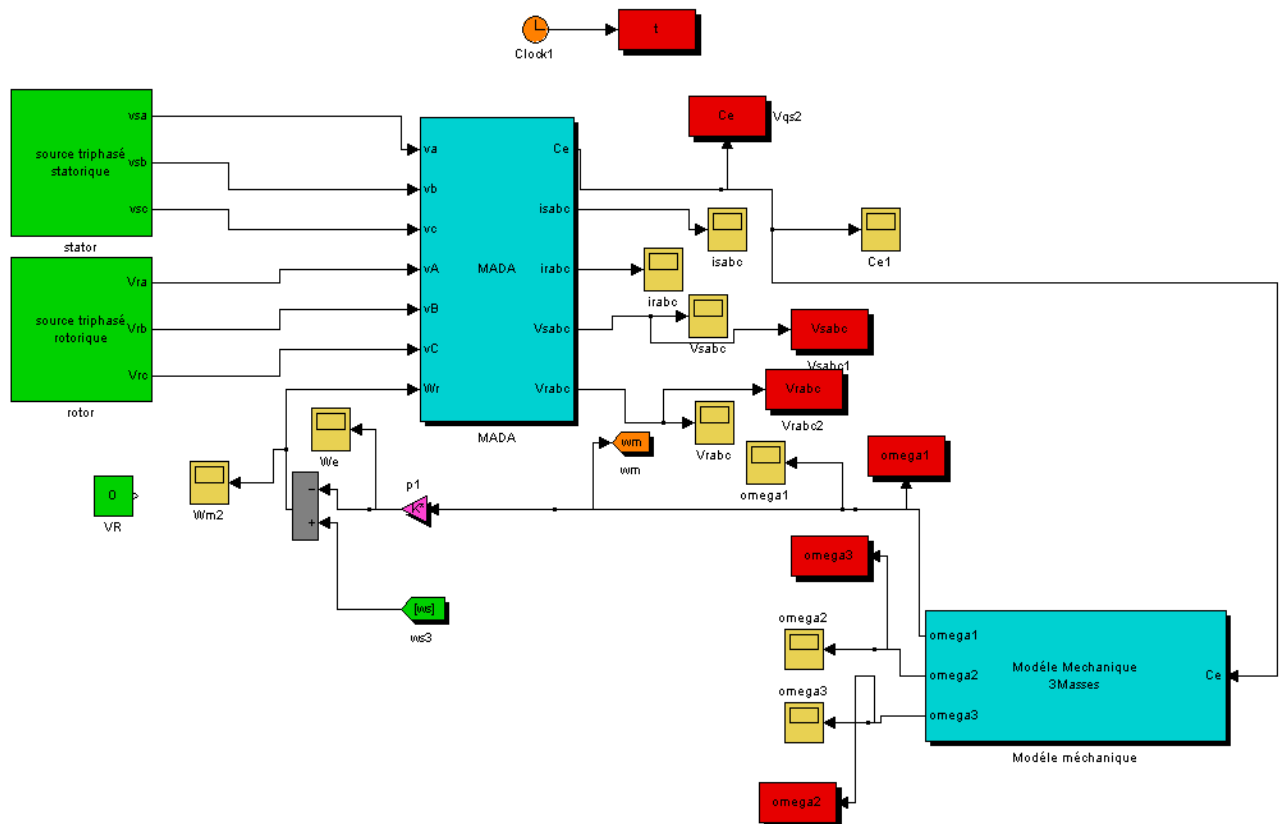 t
Clock1
vsa
source triphasé
statorique
vsb
vsc
stator
Vra
source triphasé
rotorique
Vrb
Vrc
rotor
va
vb
vc
vA
vB
vC
Wr
MADA
Ce
isabc
irabc
Vsabc
Vrabc
MADA
Ce
Vqs2
isabc
Ce1
irabc
Vsabc
Vsabc
Vsabc1
Vrabc
Vrabc2
Vrabc
We
wm
wm
omega1
omega1
Wm2
0
VR
p1
K*
−
+
[ws]
ws3
omega3
omega2
omega3
omega2
omega1
omega2
omega3
Modéle Mechanique
3Masses
Ce
Modéle méchanique